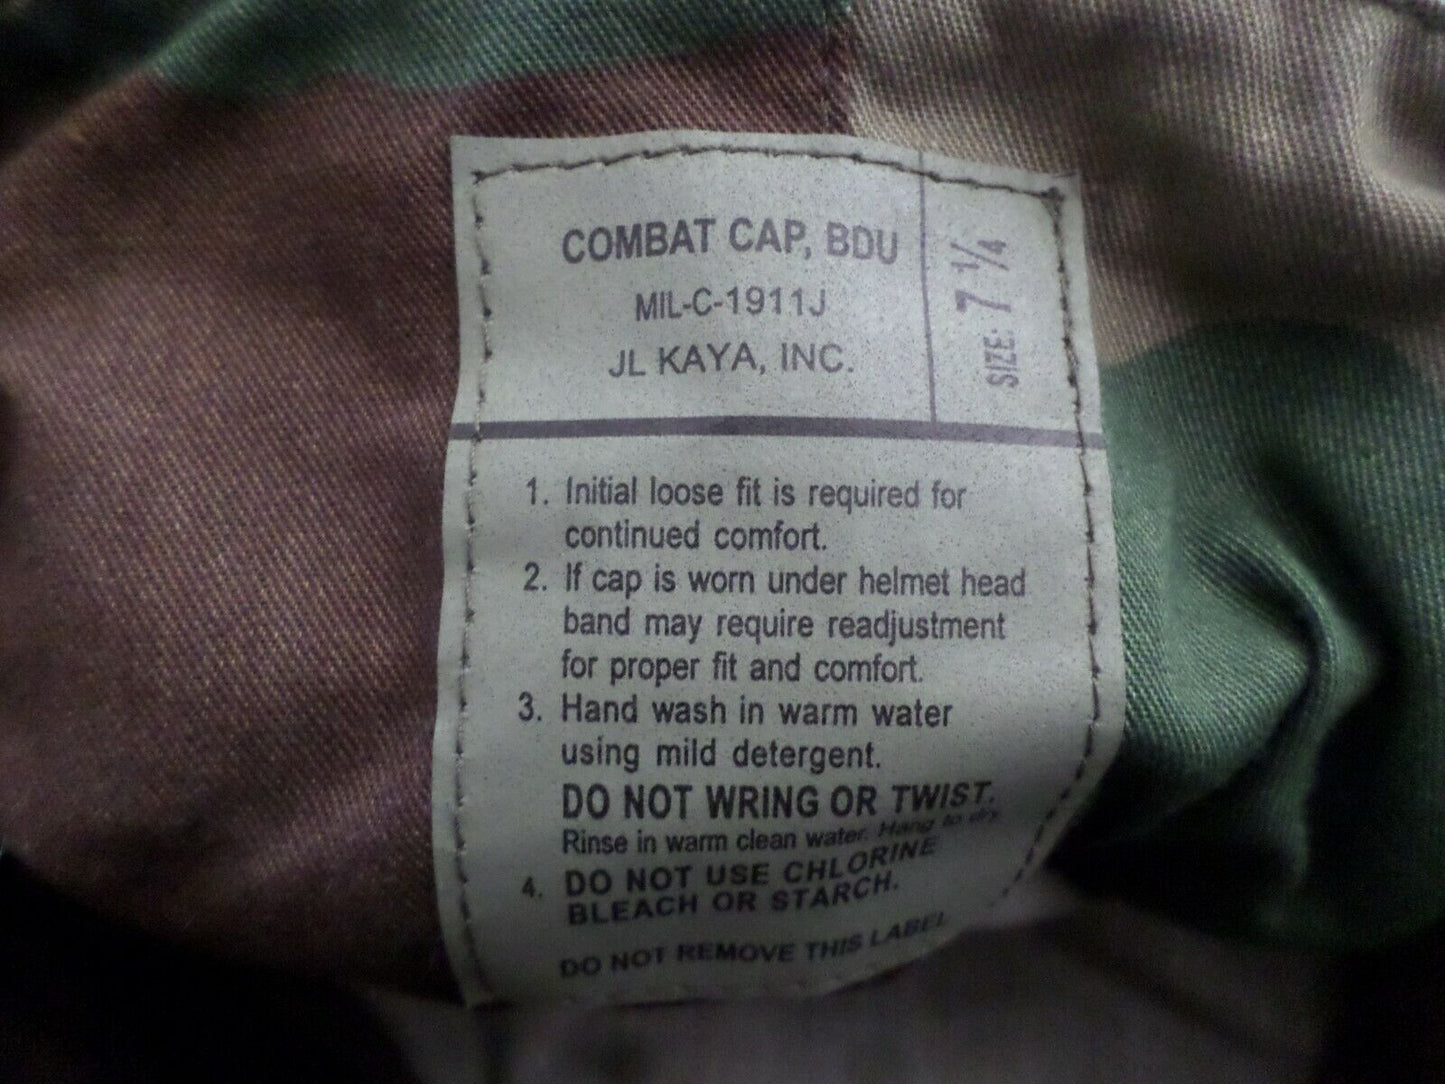 COMBAT CAP, BDU
MIL-C-1911J
JL KAYA, INC.
SIZE: 7 1/4
1. Initial loose fit is required for
continued comfort.
2. If cap is worn under helmet head
band may require readjustment
for proper fit and comfort.
3. Hand wash in warm water
using mild detergent.
DO NOT WRING OR TWIST.
Rinse in warm clean water. Hang to dry.
4. DO NOT USE CHLORINE
BLEACH OR STARCH.
DO NOT REMOVE THIS LABEL